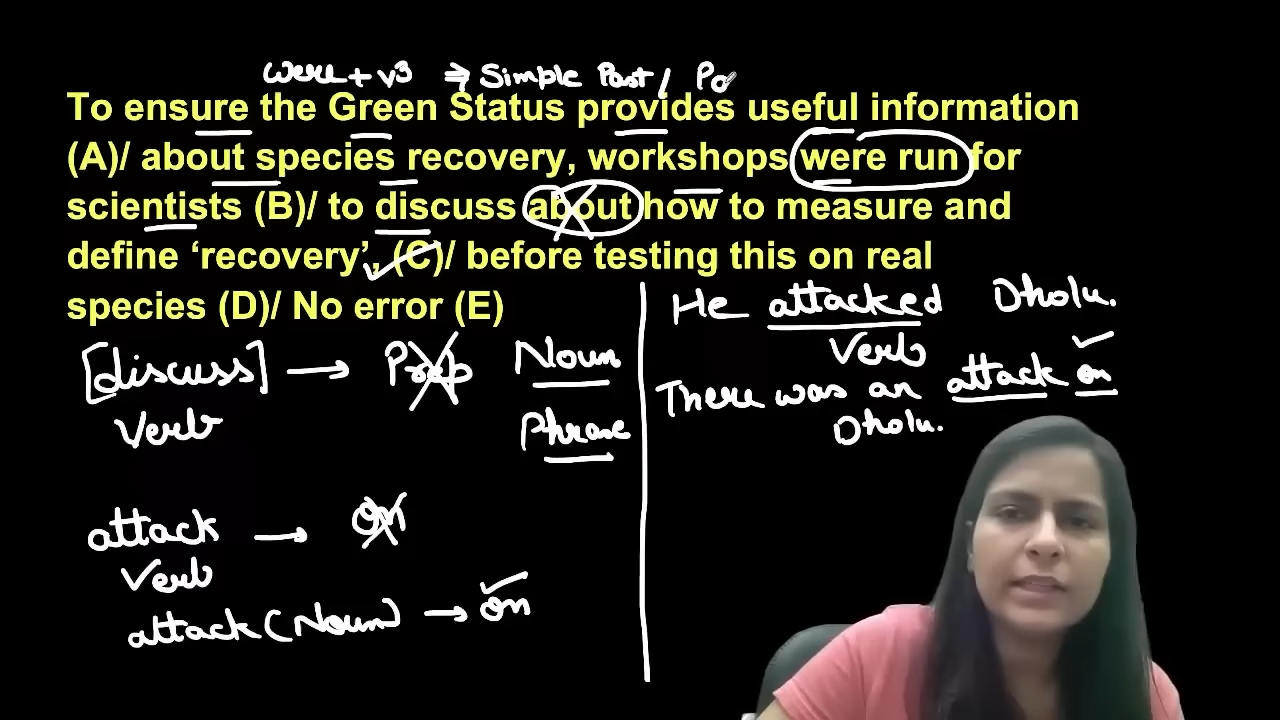 were + v3 ⇒ Simple Past / Pa
To ensure the Green Status provides useful information
(A)/ about species recovery, workshops were run for
scientists (B)/ to discuss about how to measure and
define ‘recovery’, (C)/ before testing this on real
species (D)/ No error (E)
[discuss] → Prep Noun
Verb Phrase
attack → on
Verb
attack (Noun) → on
He attacked Dholu.
Verb
There was an attack on
Dholu.